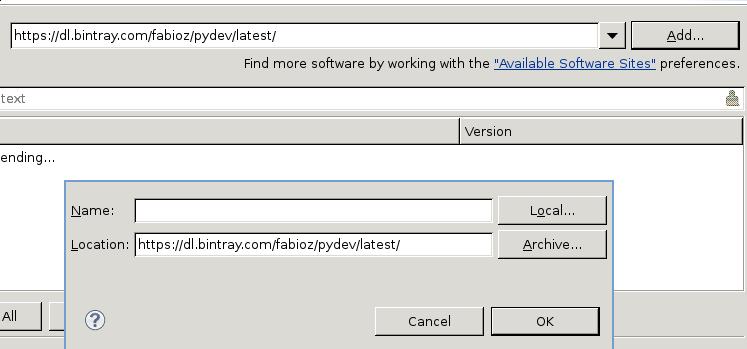 https://dl.bintray.com/fabioz/pydev/latest/
Add...
Find more software by working with the "Available Software Sites" preferences.
text
Version
ending...
Name:
Local...
Location: https://dl.bintray.com/fabioz/pydev/latest/
Archive...
All
?
Cancel
OK